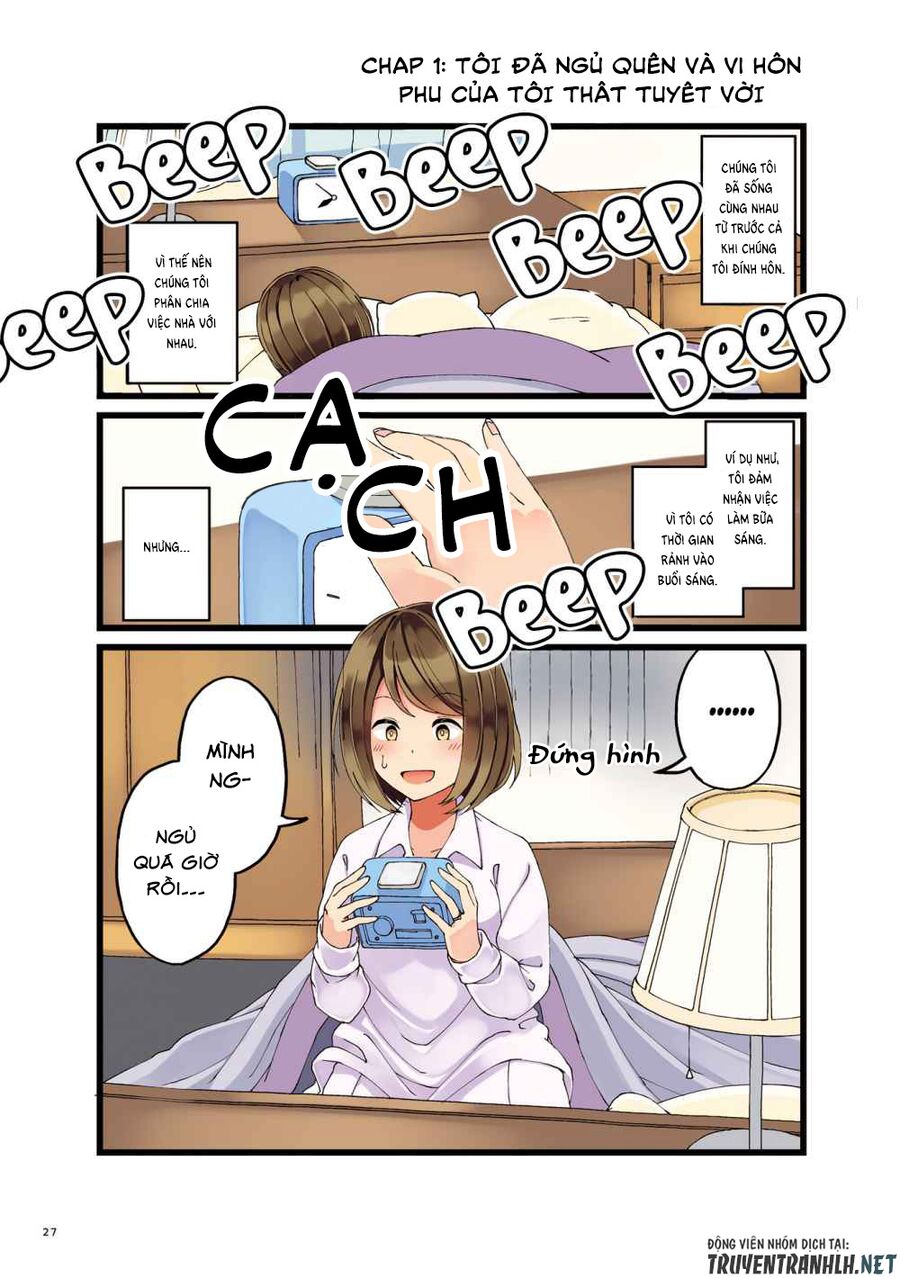 CHAP 1: TÔI ĐÃ NGỦ QUÊN VÀ VỊ HÔN
PHU CỦA TÔI THẬT TUYỆT VỜI
BEEP
BEEP
BEEP
CHÚNG TÔI
ĐÃ SỐNG
CÙNG NHAU
TỪ TRƯỚC CẢ
KHI CHÚNG
TÔI ĐÍNH HÔN.
VÌ THẾ NÊN
CHÚNG TÔI
PHÂN CHIA
VIỆC NHÀ VỚI
NHAU.
BEEP
BEEP
CẠCH
VÍ DỤ NHƯ,
TÔI ĐẢM
NHẬN VIỆC
LÀM BỮA
SÁNG.
VÌ TÔI CÓ
THỜI GIAN
RẢNH VÀO
BUỔI SÁNG.
NHƯNG...
BEEP
......
Đứng hình
MÌNH
NG-
NGỦ
QUÁ GIỜ
RỒI---
27
ĐỘNG VIÊN NHÓM DỊCH TẠI:
TRUYENTRANHLH.NET